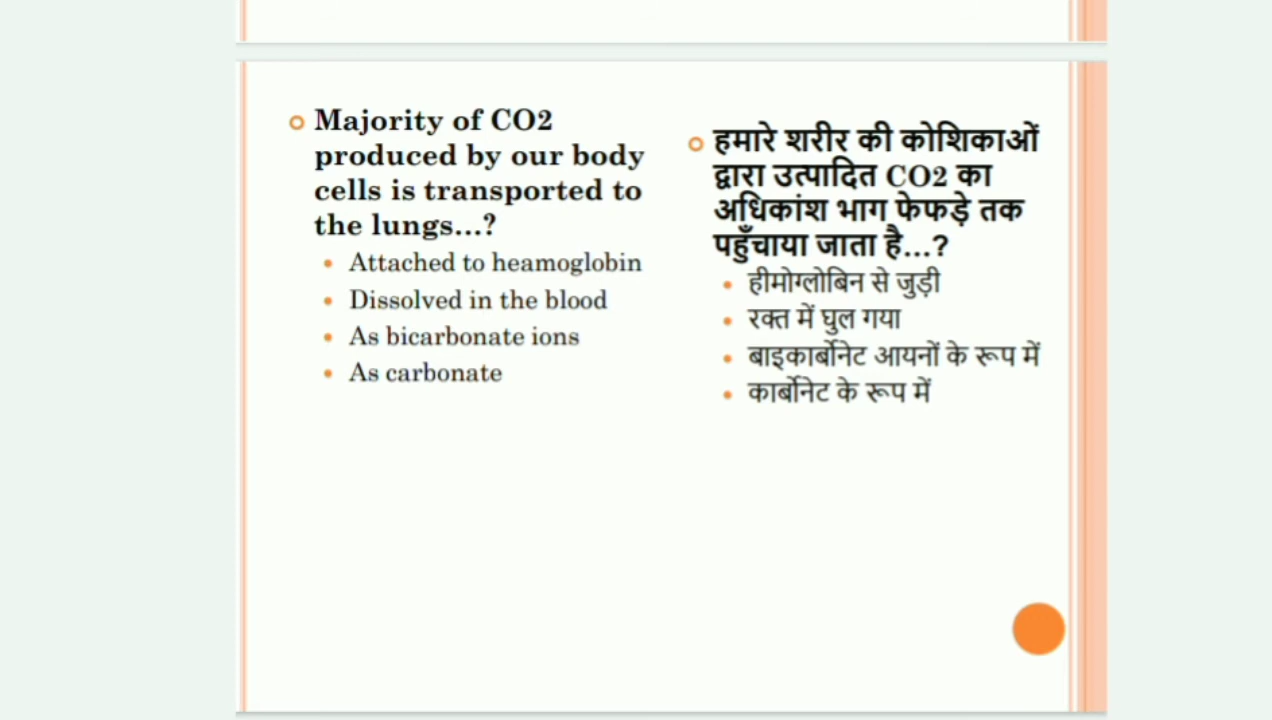 Majority of CO2
produced by our body
cells is transported to
the lungs...?
Attached to heamoglobin
Dissolved in the blood
As bicarbonate ions
As carbonate
हमारे शरीर की कोशिकाओं
द्वारा उत्पादित CO2 का
अधिकांश भाग फेफड़े तक
पहुँचाया जाता है...?
हीमोग्लोबिन से जुड़ी
रक्त में घुल गया
बाइकार्बोनेट आयनों के रूप में
कार्बोनेट के रूप में